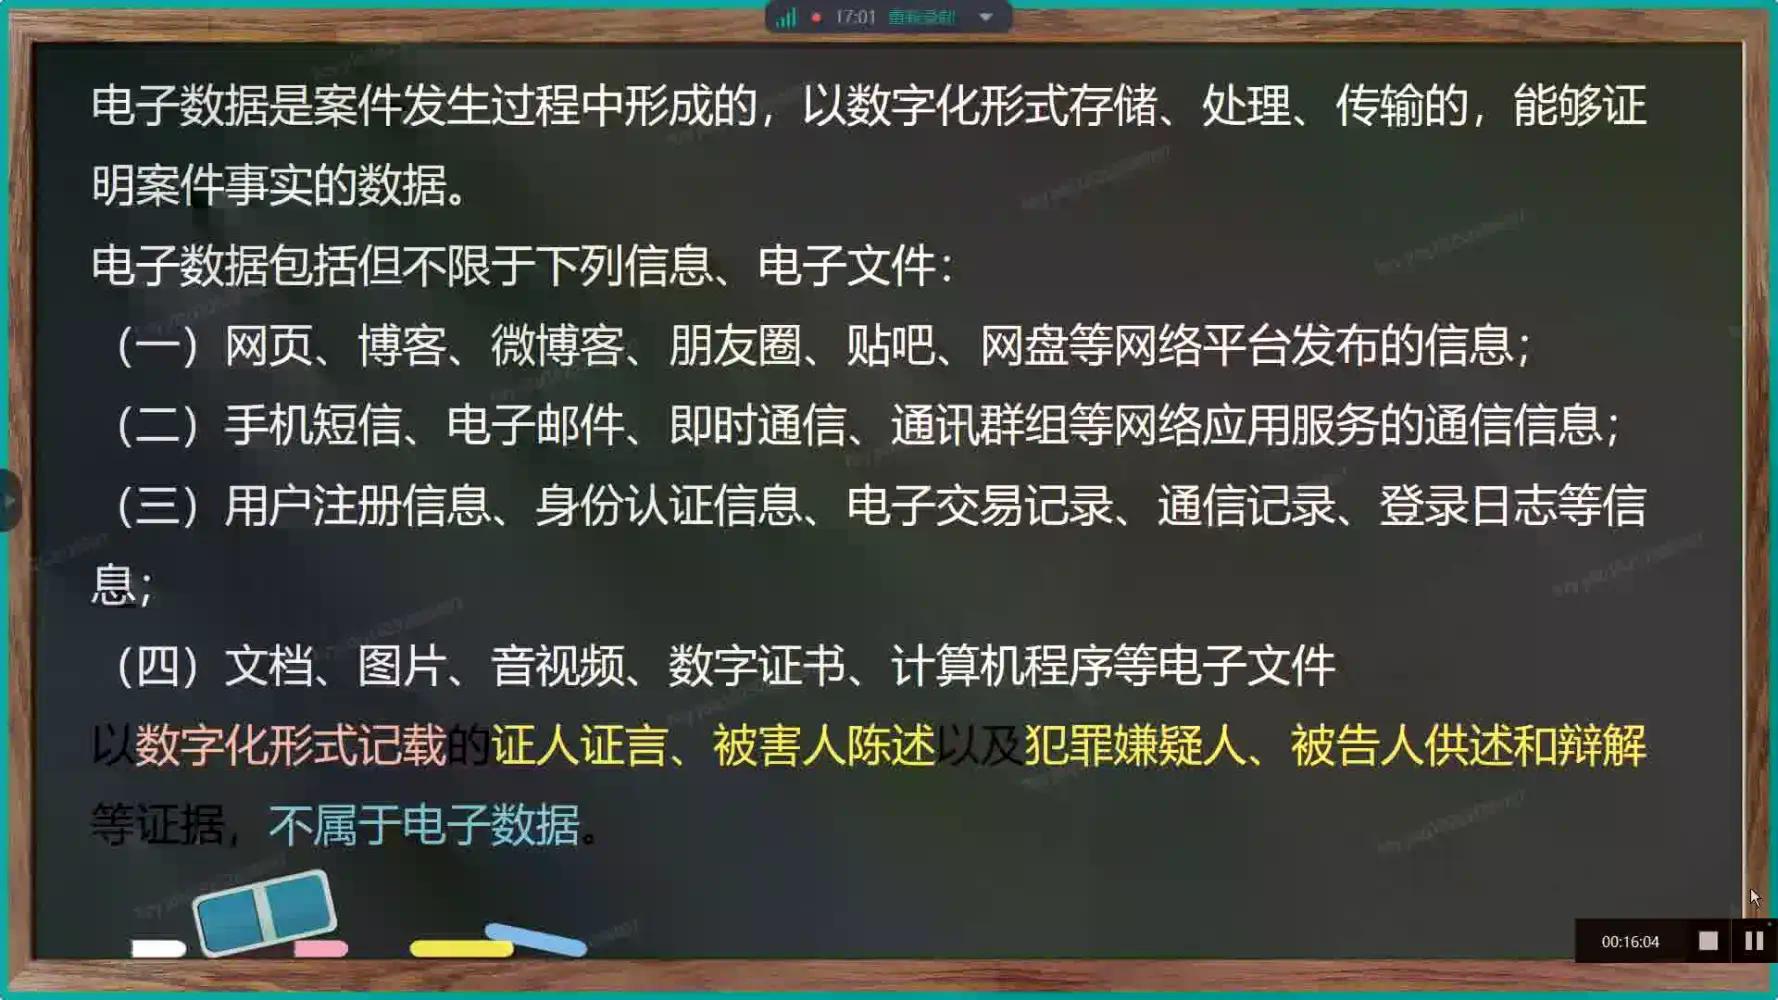 17:01
电子数据是案件发生过程中形成的，以数字化形式存储、处理、传输的，能够证
明案件事实的数据。
电子数据包括但不限于下列信息、电子文件：
（一）网页、博客、微博客、朋友圈、贴吧、网盘等网络平台发布的信息；
（二）手机短信、电子邮件、即时通信、通讯群组等网络应用服务的通信信息；
（三）用户注册信息、身份认证信息、电子交易记录、通信记录、登录日志等信
息；
（四）文档、图片、音视频、数字证书、计算机程序等电子文件
以数字化形式记载的证人证言、被害人陈述以及犯罪嫌疑人、被告人供述和辩解
等证据，不属于电子数据。
00:16:04